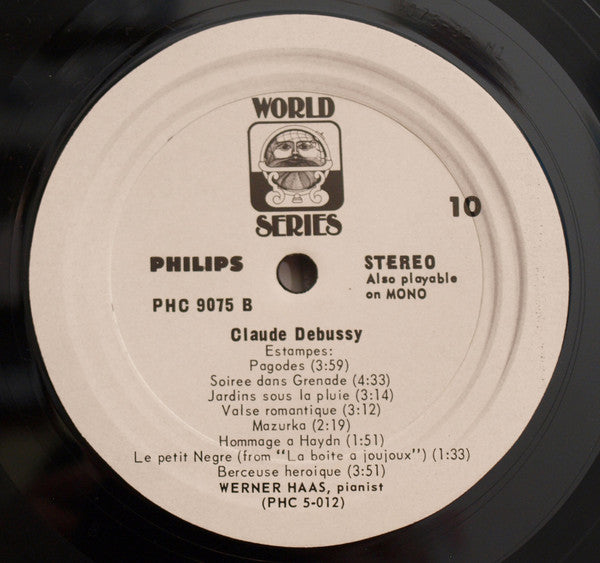 WORLD
SERIES
10
PHILIPS
STEREO
Also playable
on MONO
PHC 9075 B
Claude Debussy
Estampes:
Pagodes (3:59)
Soiree dans Grenade (4:33)
Jardins sous la pluie (3:14)
Valse romantique (3:12)
Mazurka (2:19)
Hommage a Haydn (1:51)
Le petit Negre (from "La boite a joujoux") (1:33)
Berceuse heroique (3:51)
WERNER HAAS, pianist
(PHC 5-012)